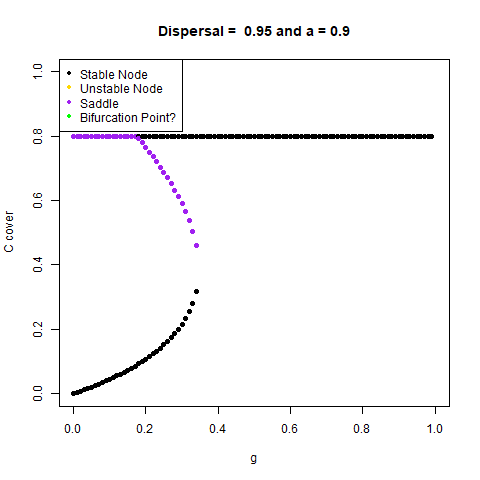 Dispersal =  0.95 and a = 0.9
Stable Node
Unstable Node
Saddle
Bifurcation Point?
C cover
1.0
0.8
0.6
0.4
0.2
0.0
0.0 0.2 0.4 0.6 0.8 1.0
g